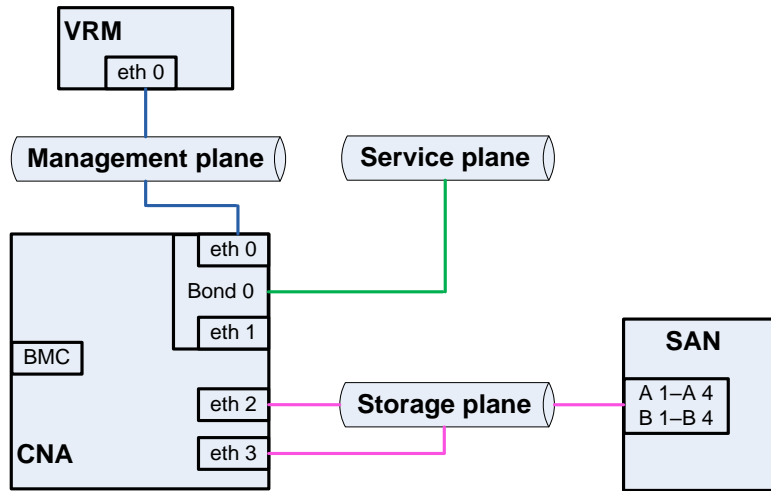 VRM
eth 0
Management plane
Service plane
eth 0
Bond 0
eth 1
BMC
SAN
eth 2
Storage plane
A 1–A 4
B 1–B 4
CNA
eth 3